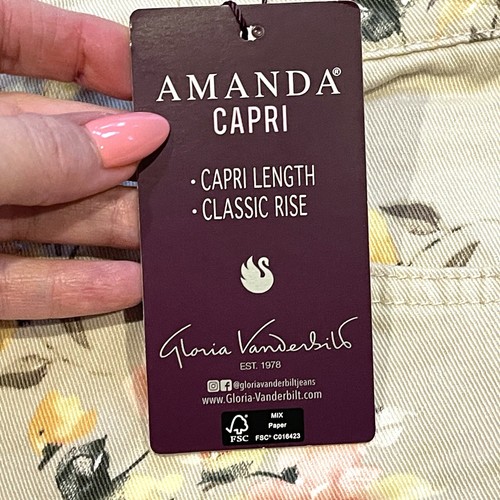 AMANDA®
CAPRI
• CAPRI LENGTH
• CLASSIC RISE
Gloria Vanderbilt
EST. 1978
@gloriavanderbiltjeans
www.Gloria-Vanderbilt.com
FSC
MIX
Paper
FSC® C016423